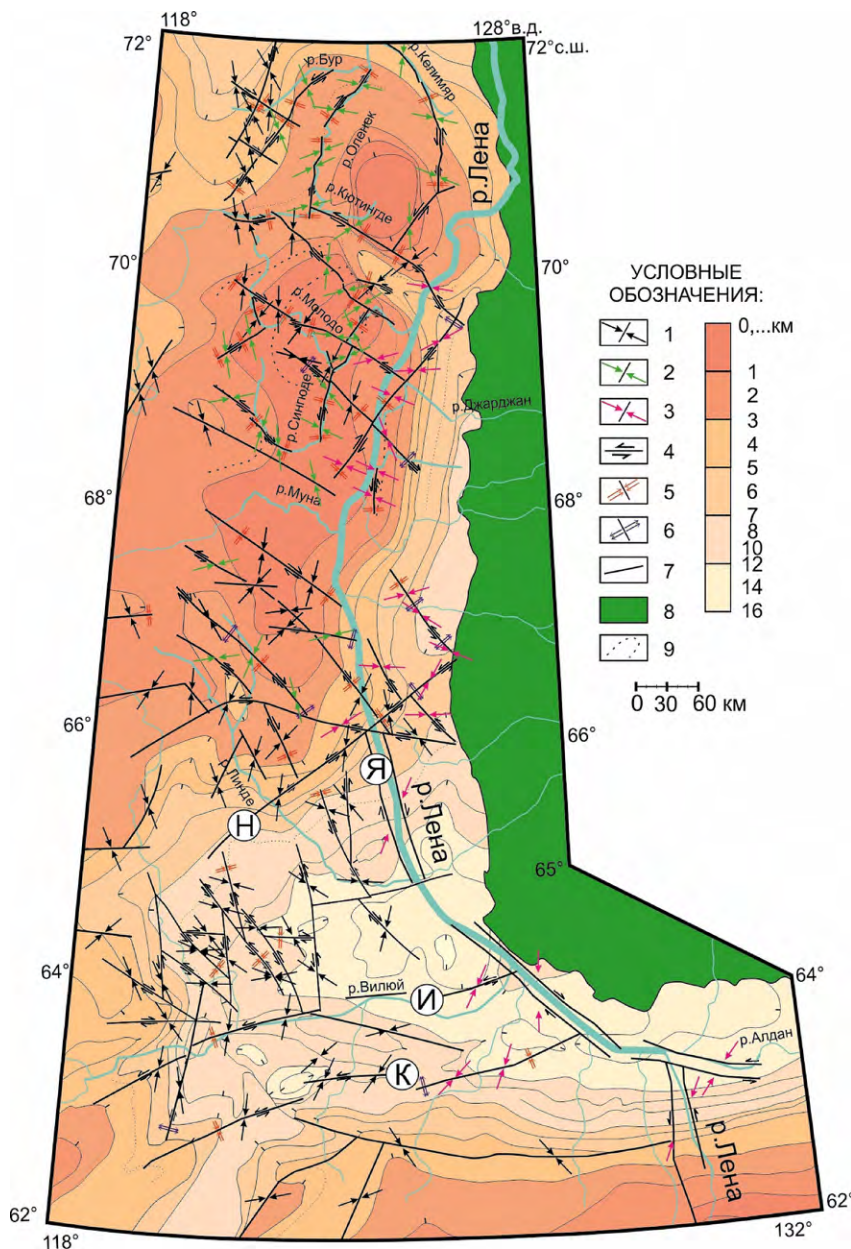 118°
128°в.д.
72°
72°с.ш.
р.Бур
р.Келимяр
р.Оленек
р.Лена
р.Кютингде
70°
70°
УСЛОВНЫЕ
ОБОЗНАЧЕНИЯ:
р.Молодо
1
0,...км
2
1
3
2
р.Джарджан
р.Сингюде
3
4
4
5
5
68°
р.Муна
68°
6
6
7
7
8
10
8
12
14
9
16
0 30 60 км
66°
66°
Я
р.Линде
Н
р.Лена
65°
64°
64°
р.Вилюй
И
р.Алдан
К
р.Лена
62°
62°
118°
132°